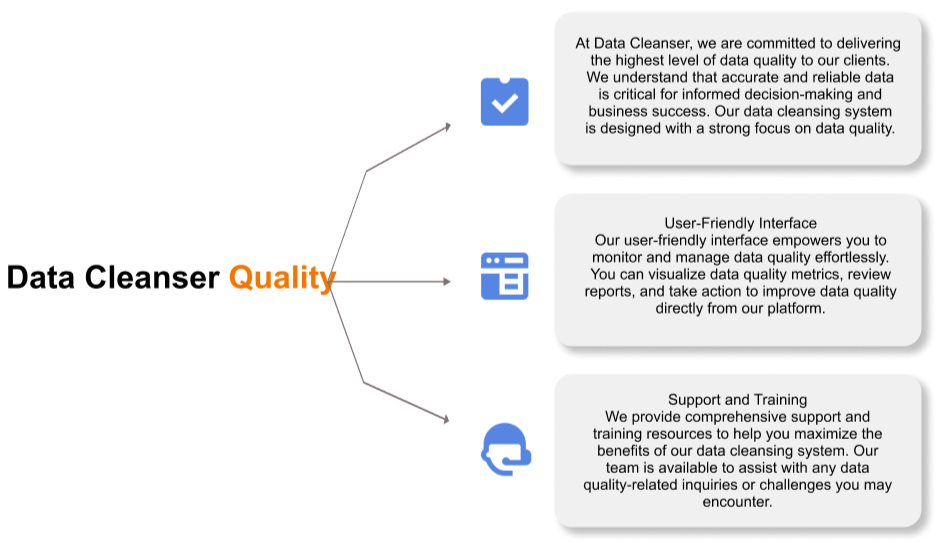 At Data Cleanser, we are committed to delivering
the highest level of data quality to our clients.
We understand that accurate and reliable data
is critical for informed decision-making and
business success. Our data cleansing system
is designed with a strong focus on data quality.
Data Cleanser Quality
User-Friendly Interface
Our user-friendly interface empowers you to
monitor and manage data quality effortlessly.
You can visualize data quality metrics, review
reports, and take action to improve data quality
directly from our platform.
Support and Training
We provide comprehensive support and
training resources to help you maximize the
benefits of our data cleansing system. Our
team is available to assist with any data
quality-related inquiries or challenges you may
encounter.